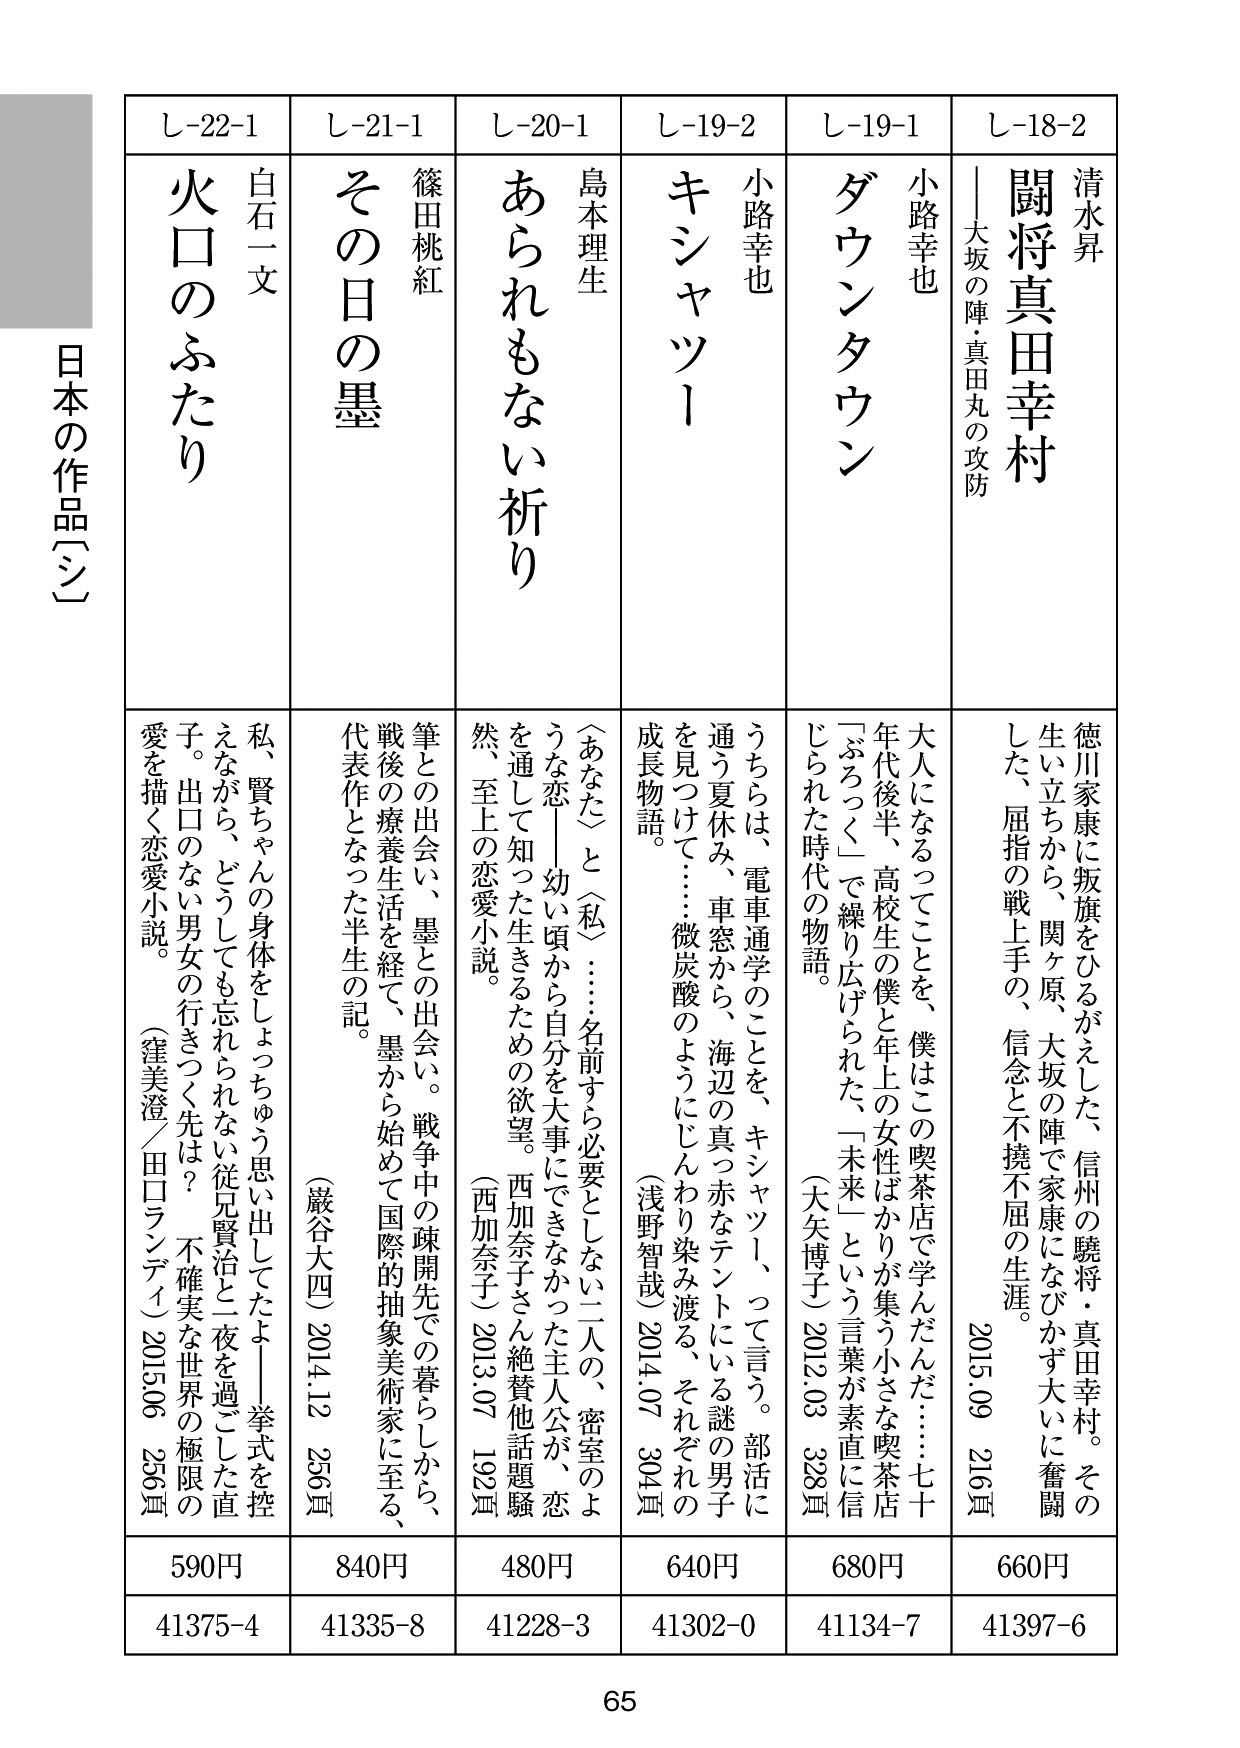 し-18-2
清水昇
闘将真田幸村
――大坂の陣・真田丸の攻防
徳川家康に叛旗をひるがえした、信州の驍将・真田幸村。その
生い立ちから、関ヶ原、大坂の陣で家康になびかず大いに奮闘
した、屈指の戦上手の、信念と不撓不屈の生涯。
2015.09　216頁
660円
41397-6
し-19-1
小路幸也
ダウンタウン
大人になるってことを、僕はこの喫茶店で学んだんだ……七十
年代後半、高校生の僕と年上の女性ばかりが集う小さな喫茶店
「ぶろっく」で繰り広げられた、「未来」という言葉が素直に信
じられた時代の物語。（大矢博子）2012.03　328頁
680円
41134-7
し-19-2
小路幸也
キシャツー
うちらは、電車通学のことを、キシャツー、って言う。部活に
通う夏休み、車窓から、海辺の真っ赤なテントにいる謎の男子
を見つけて……微炭酸のようにじんわり染み渡る、それぞれの
成長物語。（浅野智哉）2014.07　304頁
640円
41302-0
し-20-1
島本理生
あられもない祈り
〈あなた〉と〈私〉……名前すら必要としない二人の、密室のよ
うな恋――幼い頃から自分を大事にできなかった主人公が、恋
を通して知った生きるための欲望。西加奈子さん絶賛他話題騒
然、至上の恋愛小説。（西加奈子）2013.07　192頁
480円
41228-3
し-21-1
篠田桃紅
その日の墨
筆との出会い、墨との出会い。戦争中の疎開先での暮らしから、
戦後の療養生活を経て、墨から始めて国際的抽象美術家に至る、
代表作となった半生の記。
（巖谷大四）2014.12　256頁
840円
41335-8
し-22-1
白石一文
火口のふたり
私、賢ちゃんの身体をしょっちゅう思い出してたよ――挙式を控
えながら、どうしても忘れられない従兄賢治と一夜を過ごした直
子。出口のない男女の行きつく先は？　不確実な世界の極限の
愛を描く恋愛小説。（窪美澄／田口ランディ）2015.06　256頁
590円
41375-4
日本の作品〔シ〕
65